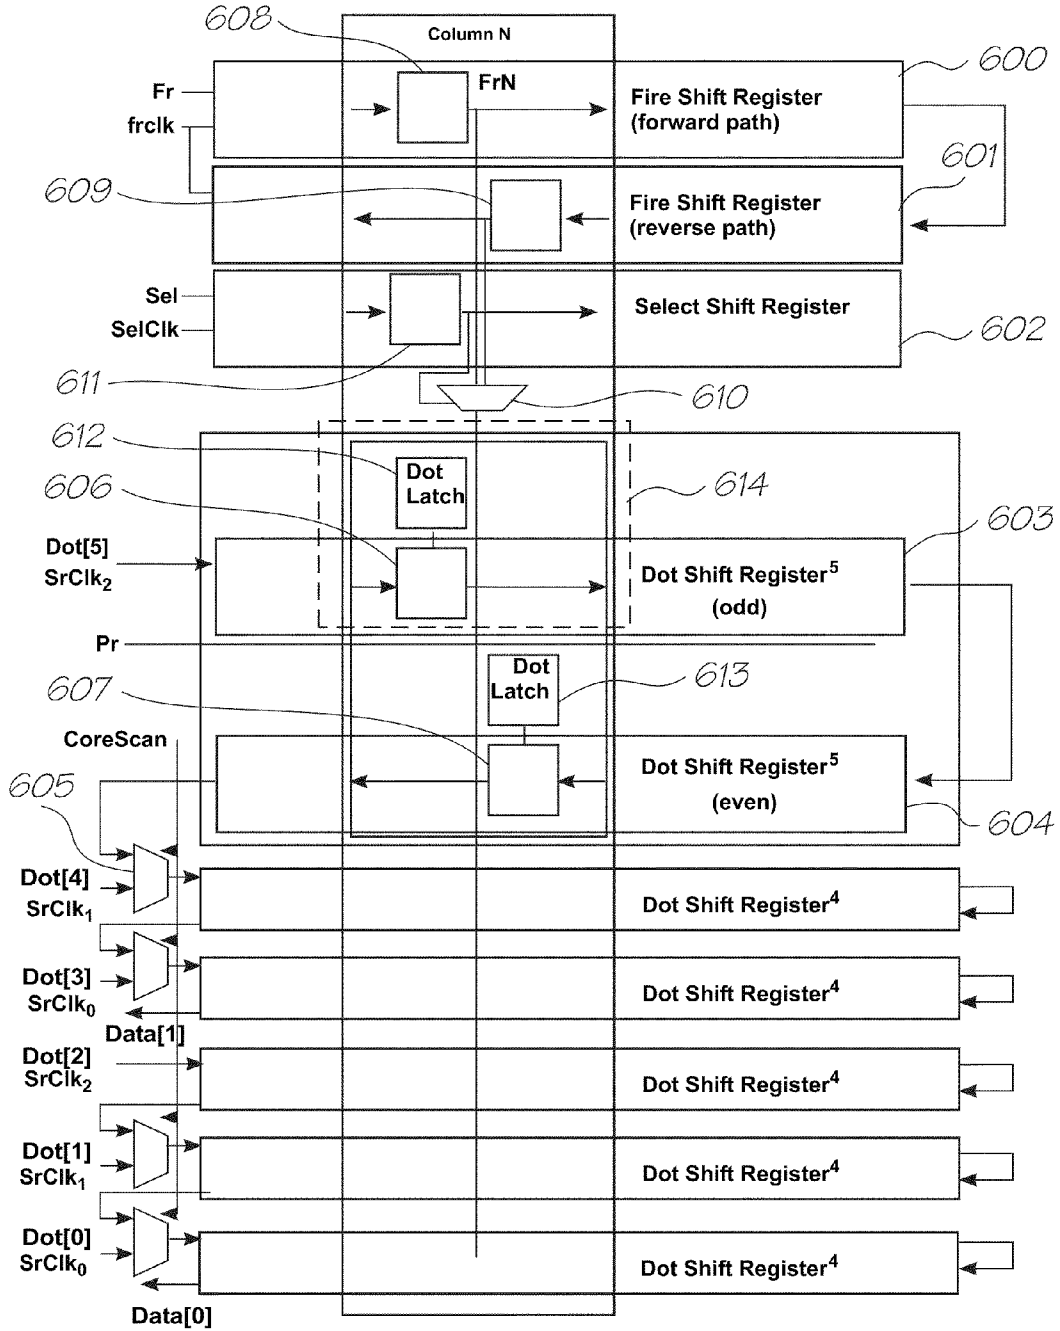 608
Column N
600
Fr
FrN
Fire Shift Register
(forward path)
frclk
601
609
Fire Shift Register
(reverse path)
Sel
Select Shift Register
SelClk
602
611
610
612
Dot
Latch
614
606
603
Dot[5]
SrClk2
Dot Shift Register5
(odd)
Pr
Dot
Latch
613
607
CoreScan
Dot Shift Register5
(even)
605
604
Dot[4]
SrClk1
Dot Shift Register4
Dot[3]
SrClk0
Dot Shift Register4
Data[1]
Dot[2]
SrClk2
Dot Shift Register4
Dot[1]
SrClk1
Dot Shift Register4
Dot[0]
SrClk0
Dot Shift Register4
Data[0]